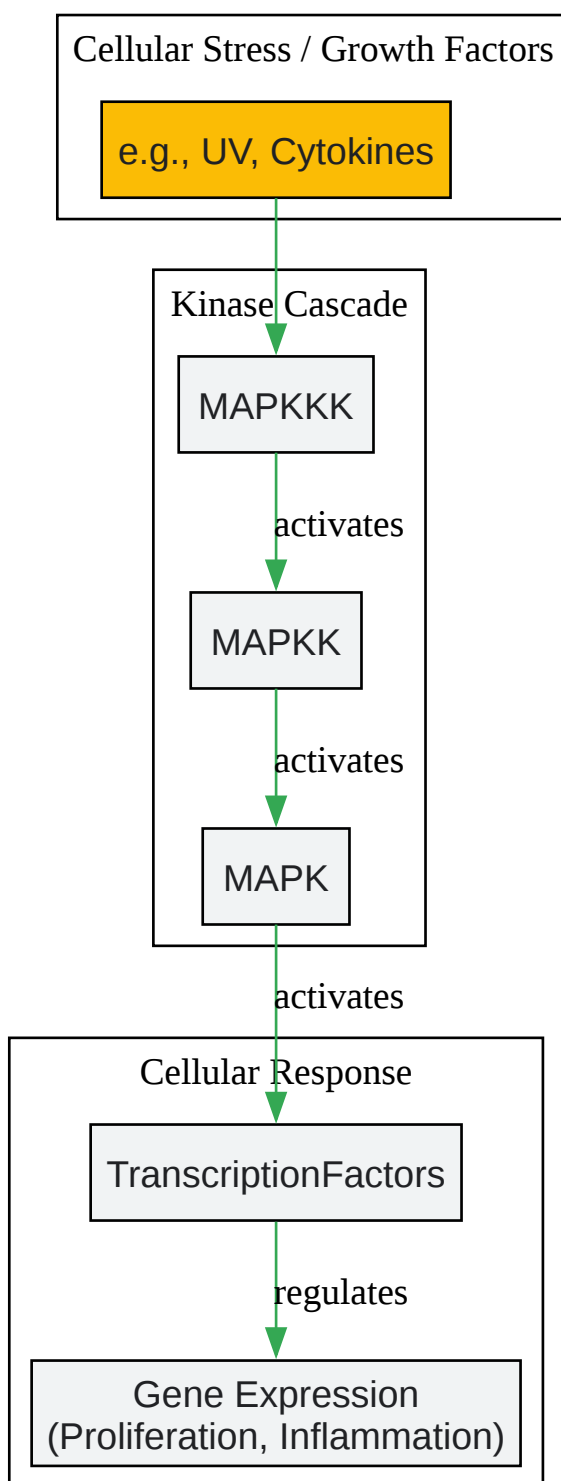 Cellular Stress / Growth Factors
e.g., UV, Cytokines
Kinase Cascade
MAPKKK
activates
MAPKK
activates
MAPK
activates
Cellular Response
TranscriptionFactors
regulates
Gene Expression
(Proliferation, Inflammation)